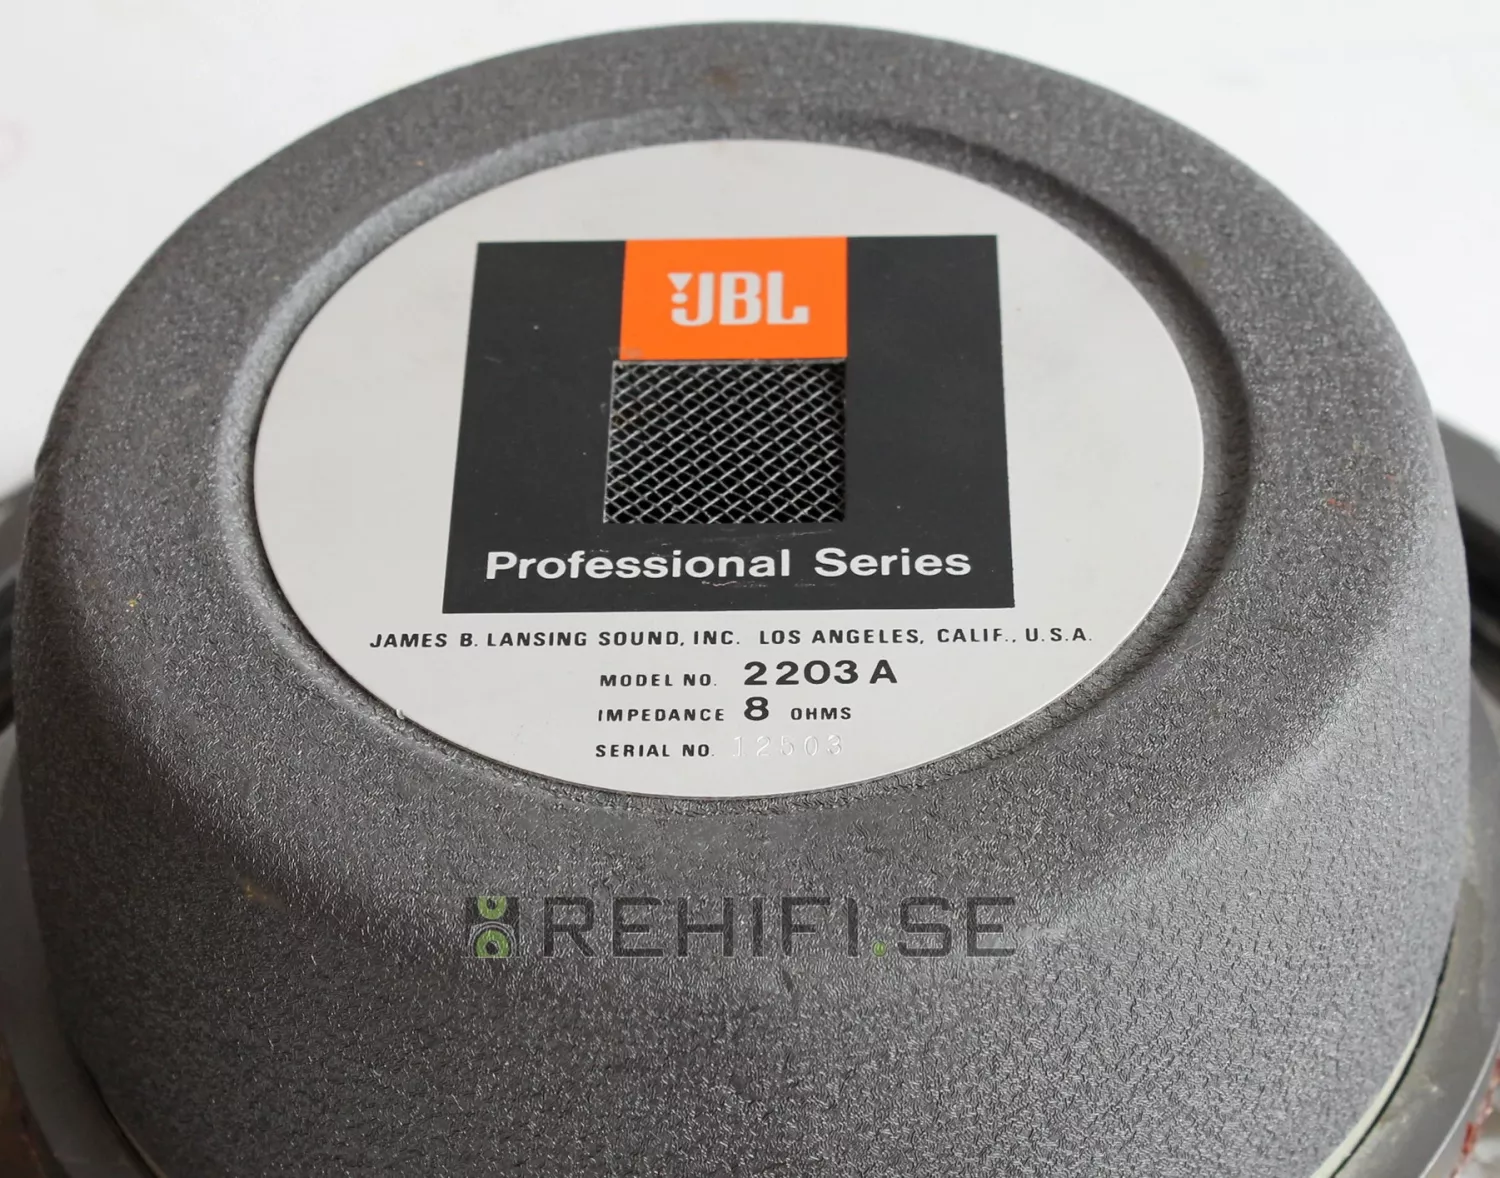 JBL
Professional Series
JAMES B. LANSING SOUND, INC. LOS ANGELES, CALIF., U.S.A.
MODEL NO. 2203A
IMPEDANCE 8 OHMS
SERIAL NO. 12503
REHIFI.SE